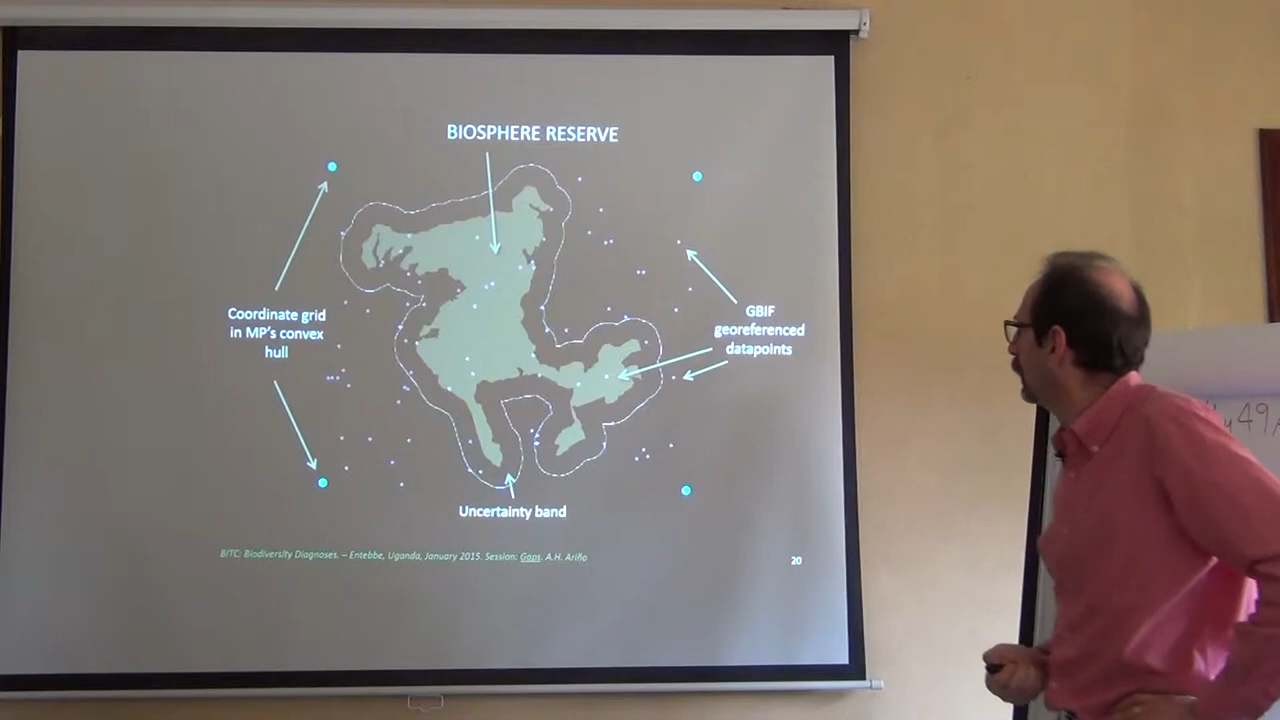 BIOSPHERE RESERVE
Coordinate grid
in MP's convex
hull
GBIF
georeferenced
datapoints
Uncertainty band
BITC: Biodiversity Diagnoses. – Entebbe, Uganda, January 2015. Session: Gaps. A.H. Ariño
20
49